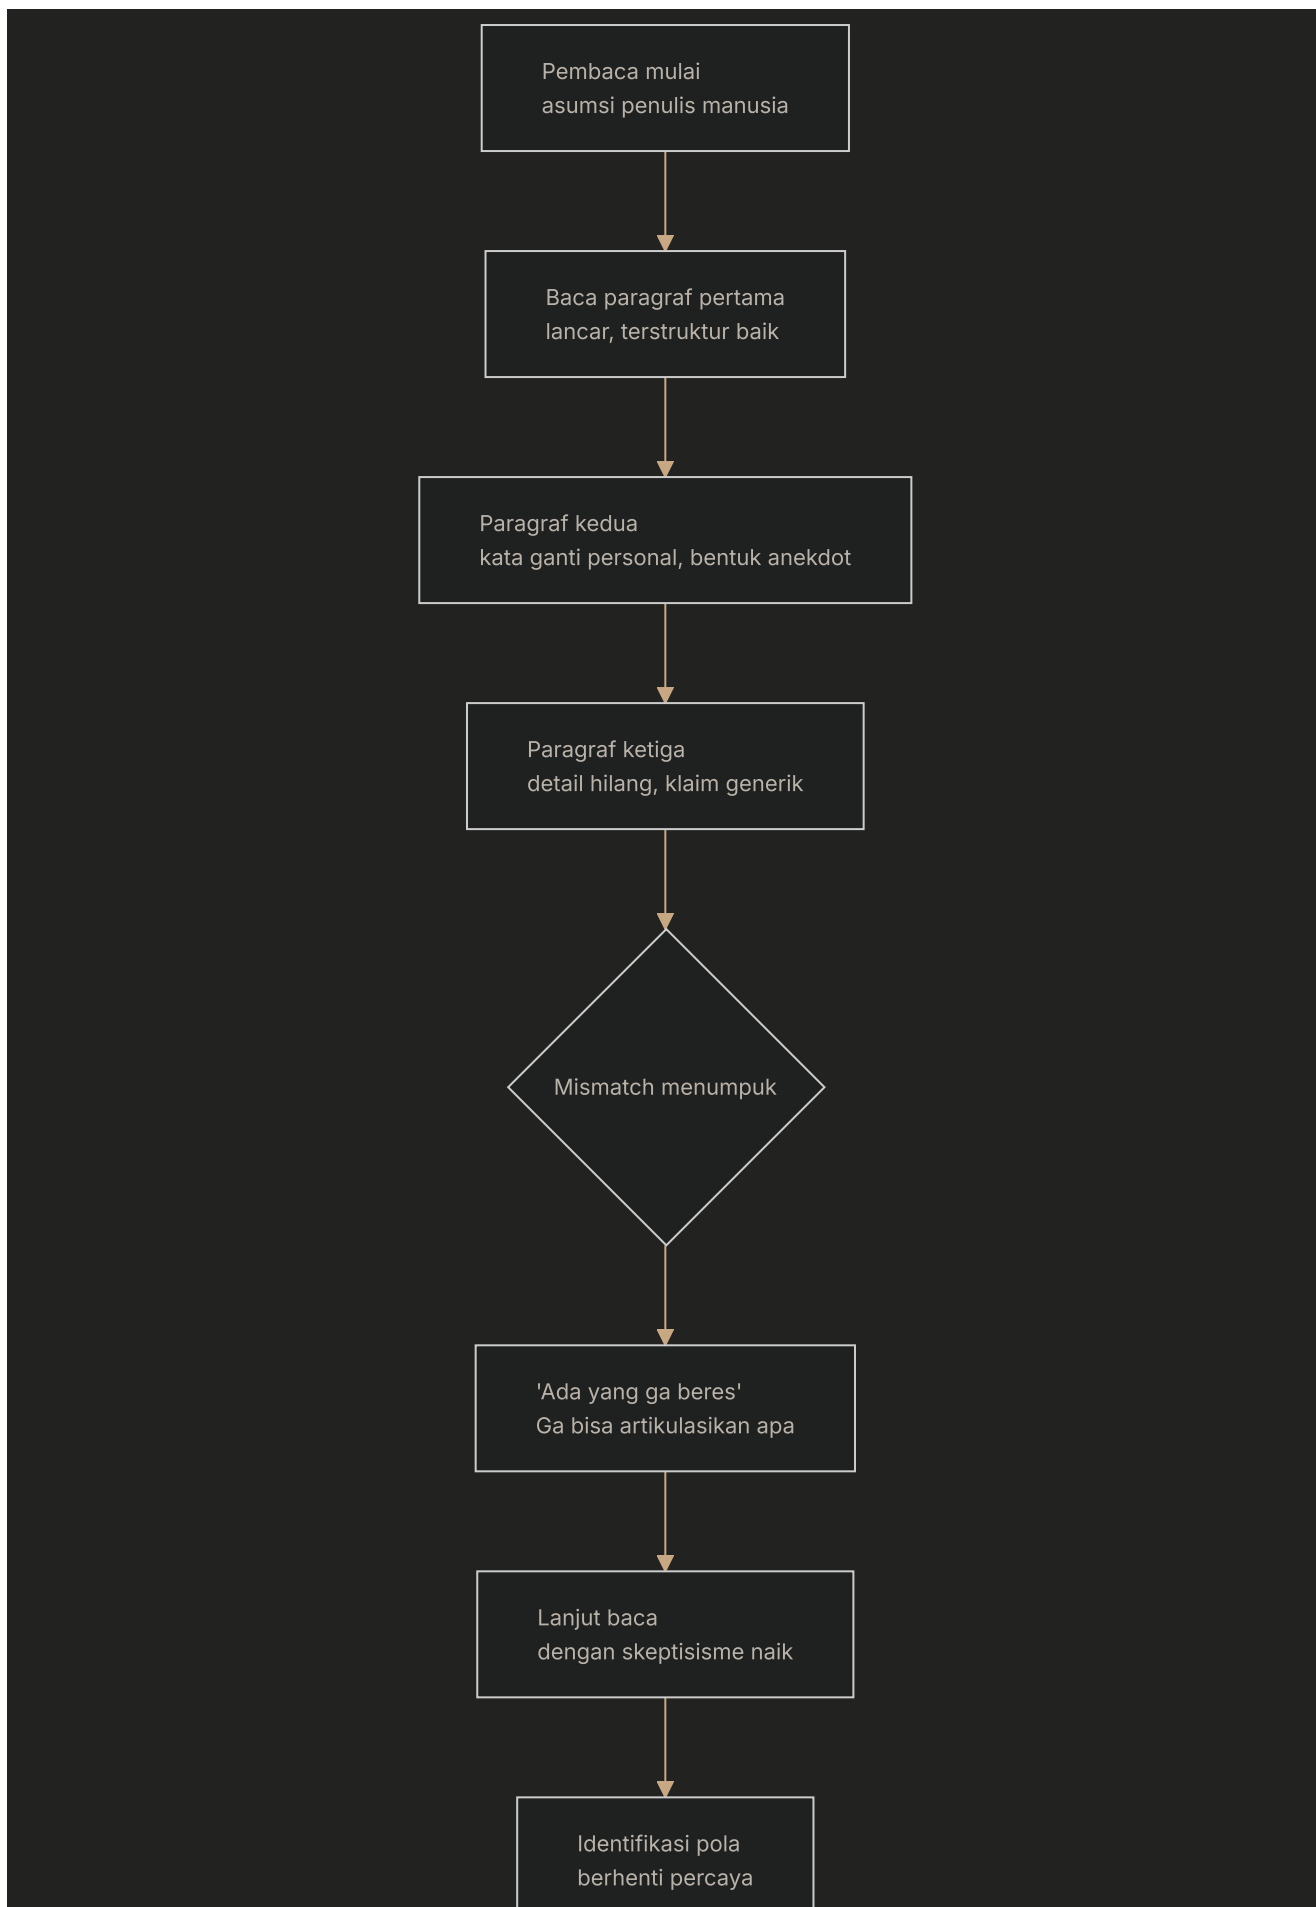 Pembaca mulai
asumsi penulis manusia
Baca paragraf pertama
lancar, terstruktur baik
Paragraf kedua
kata ganti personal, bentuk anekdot
Paragraf ketiga
detail hilang, klaim generik
Mismatch menumpuk
'Ada yang ga beres'
Ga bisa artikulasikan apa
Lanjut baca
dengan skeptisisme naik
Identifikasi pola
berhenti percaya